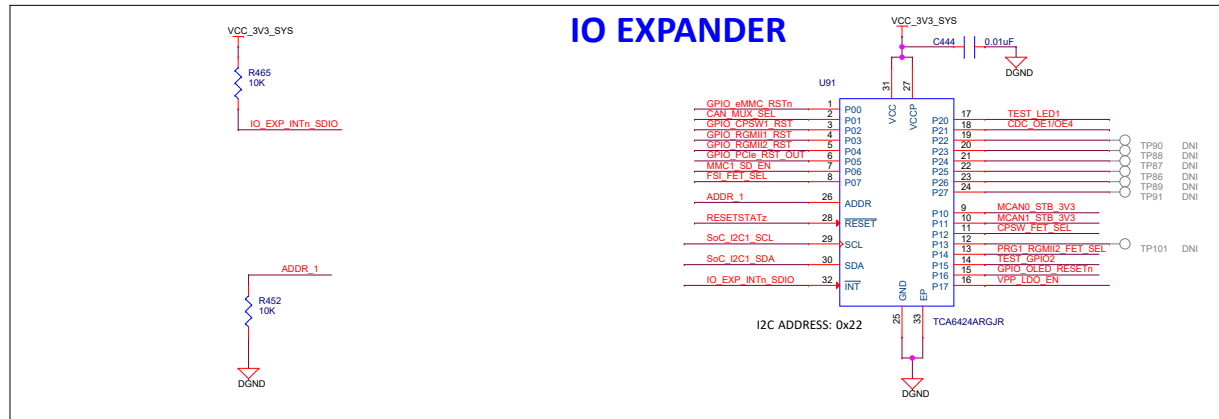 IO EXPANDER
VCC_3V3_SYS
R465
10K
IO_EXP_INTn_SDIO
ADDR_1
R452
10K
DGND
VCC_3V3_SYS
C444 0.01uF
DGND
U91
31 27
VCC VCCP
GPIO_eMMC_RSTn 1 P00
CAN_MUX_SEL 2 P01
GPIO_CPSW1_RST 3 P02
GPIO_RGMII1_RST 4 P03
GPIO_RGMII2_RST 5 P04
GPIO_PCIe_RST_OUT 6 P05
MMC1_SD_EN 7 P06
FSI_FET_SEL 8 P07
ADDR_1 26 ADDR
RESETSTATz 28 RESET
SoC_I2C1_SCL 29 SCL
SoC_I2C1_SDA 30 SDA
IO_EXP_INTn_SDIO 32 INT
P20 17 TEST_LED1
P21 18 CDC_OE1/OE4
P22 19 TP90 DNI
P23 20 TP88 DNI
P24 21 TP87 DNI
P25 22 TP86 DNI
P26 23 TP89 DNI
P27 24 TP91 DNI
P10 9 MCAN0_STB_3V3
P11 10 MCAN1_STB_3V3
P12 11 CPSW_FET_SEL
P13 12 TP101 DNI
P14 13 PRG1_RGMII2_FET_SEL
P15 14 TEST_GPIO2
P16 15 GPIO_OLED_RESETn
P17 16 VPP_LDO_EN
GND EP
25 33
I2C ADDRESS: 0x22
TCA6424ARGJR
DGND